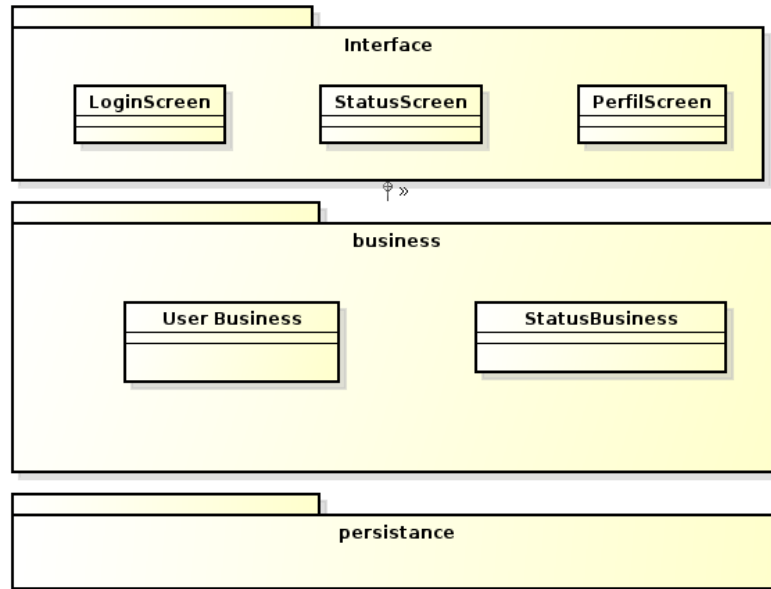 Interface
LoginScreen
StatusScreen
PerfilScreen
»
business
User Business
StatusBusiness
persistance